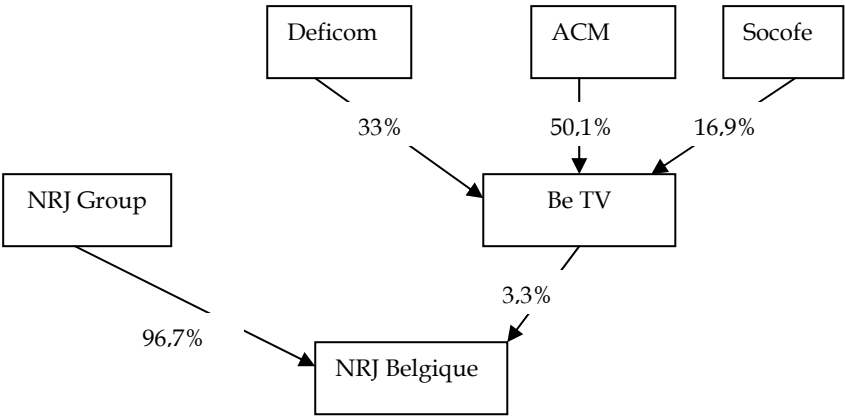 Deficom
ACM
Socofe
33%
50,1%
16,9%
NRJ Group
Be TV
3,3%
96,7%
NRJ Belgique